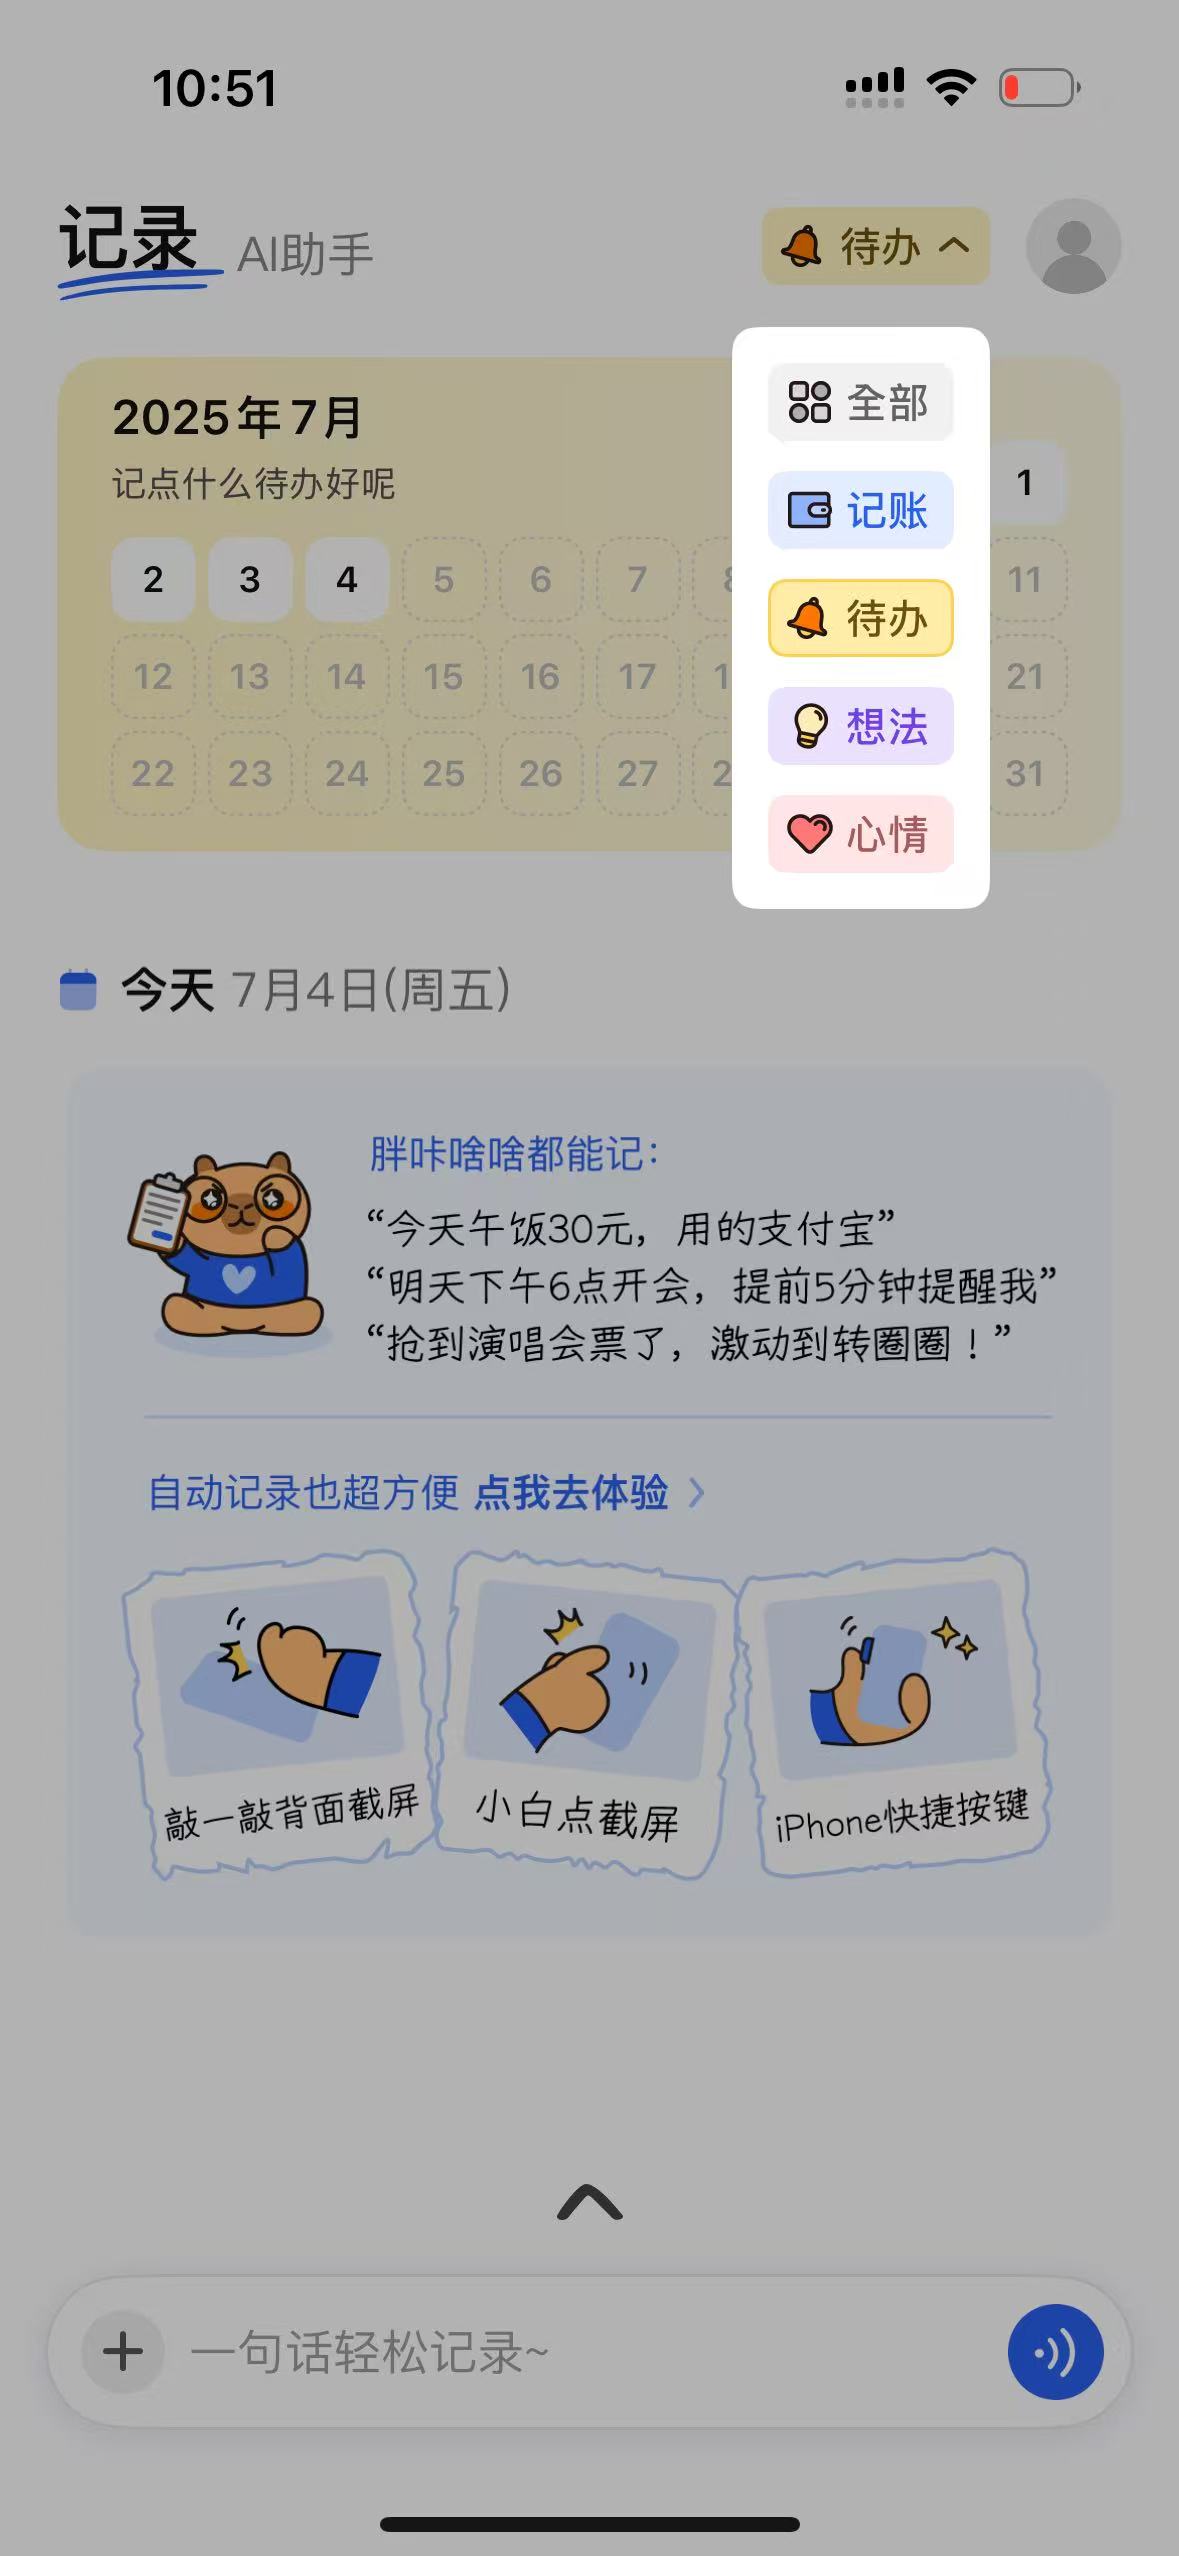 10:51
记录 AI助手 待办
全部
记账
待办
想法
心情
2025年7月
记点什么待办好呢
1
2 3 4 5 6 7 11
12 13 14 15 16 17 21
22 23 24 25 26 27 31
今天 7月4日(周五)
胖咔啥啥都能记：
“今天午饭30元，用的支付宝”
“明天下午6点开会，提前5分钟提醒我”
“抢到演唱会票了，激动到转圈圈！”
自动记录也超方便 点我去体验
敲一敲背面截屏
小白点截屏
iPhone快捷按键
一句话轻松记录~